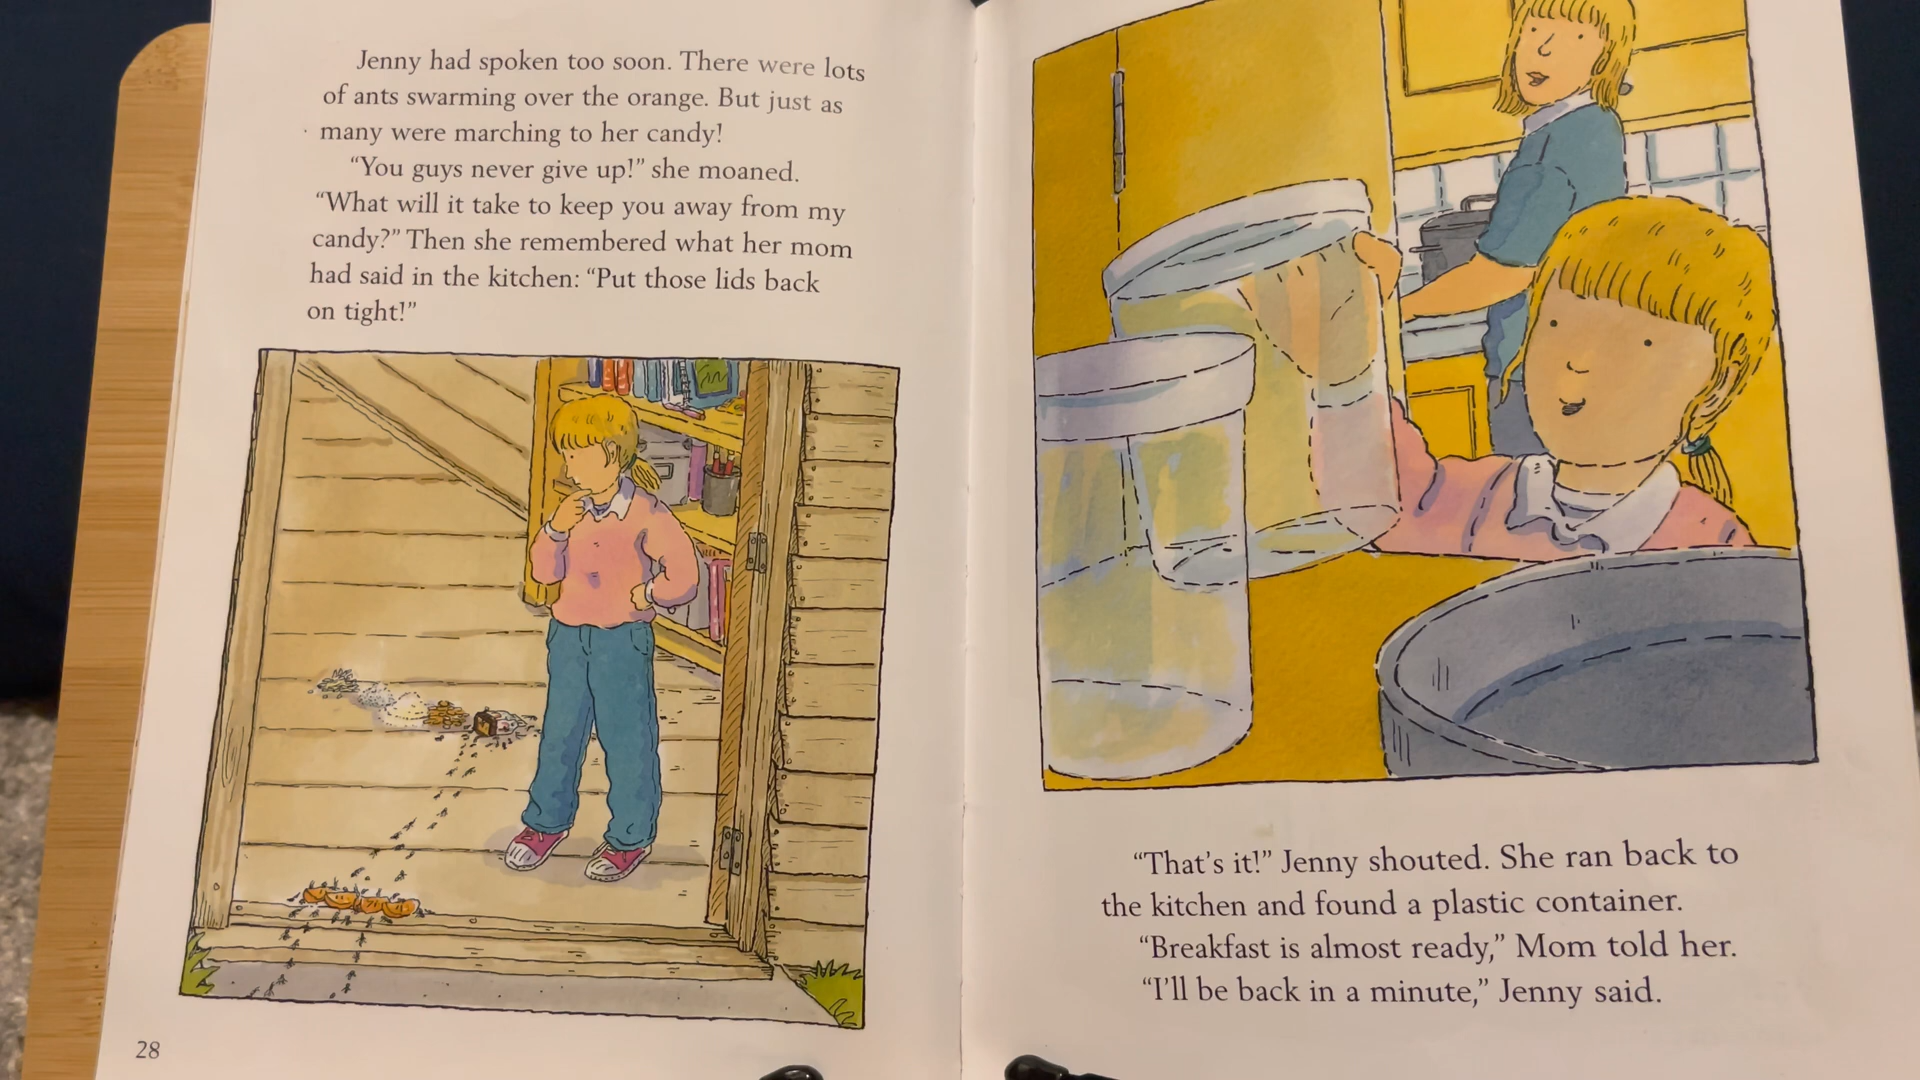 Jenny had spoken too soon. There were lots
of ants swarming over the orange. But just as
many were marching to her candy!
“You guys never give up!” she moaned.
“What will it take to keep you away from my
candy?” Then she remembered what her mom
had said in the kitchen: “Put those lids back
on tight!”
28
“That’s it!” Jenny shouted. She ran back to
the kitchen and found a plastic container.
“Breakfast is almost ready,” Mom told her.
“I’ll be back in a minute,” Jenny said.